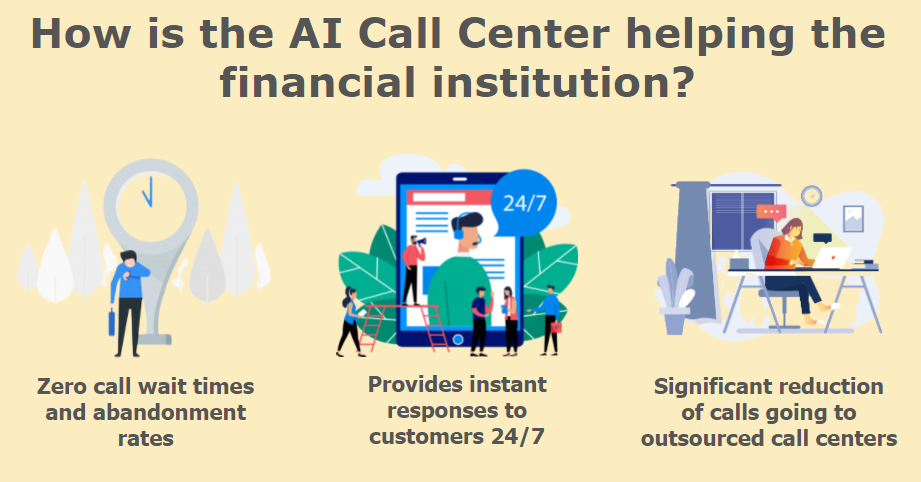 How is the AI Call Center helping the
financial institution?
24/7
Zero call wait times
and abandonment
rates
Provides instant
responses to
customers 24/7
Significant reduction
of calls going to
outsourced call centers